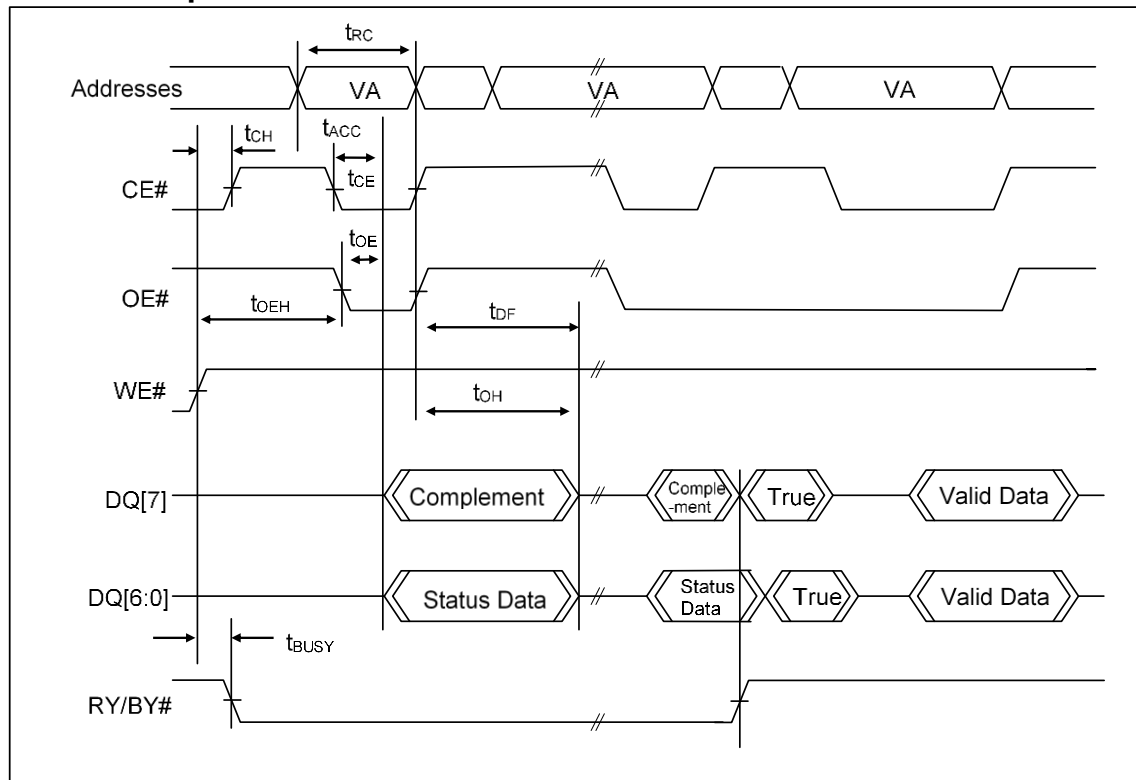 tRC
Addresses VA VA VA
tCH tACC
CE# tCE
tOE
OE# tOEH tDF
WE# tOH
DQ[7] Complement Comple True Valid Data
-ment
DQ[6:0] Status Data Status True Valid Data
Data
tBUSY
RY/BY#